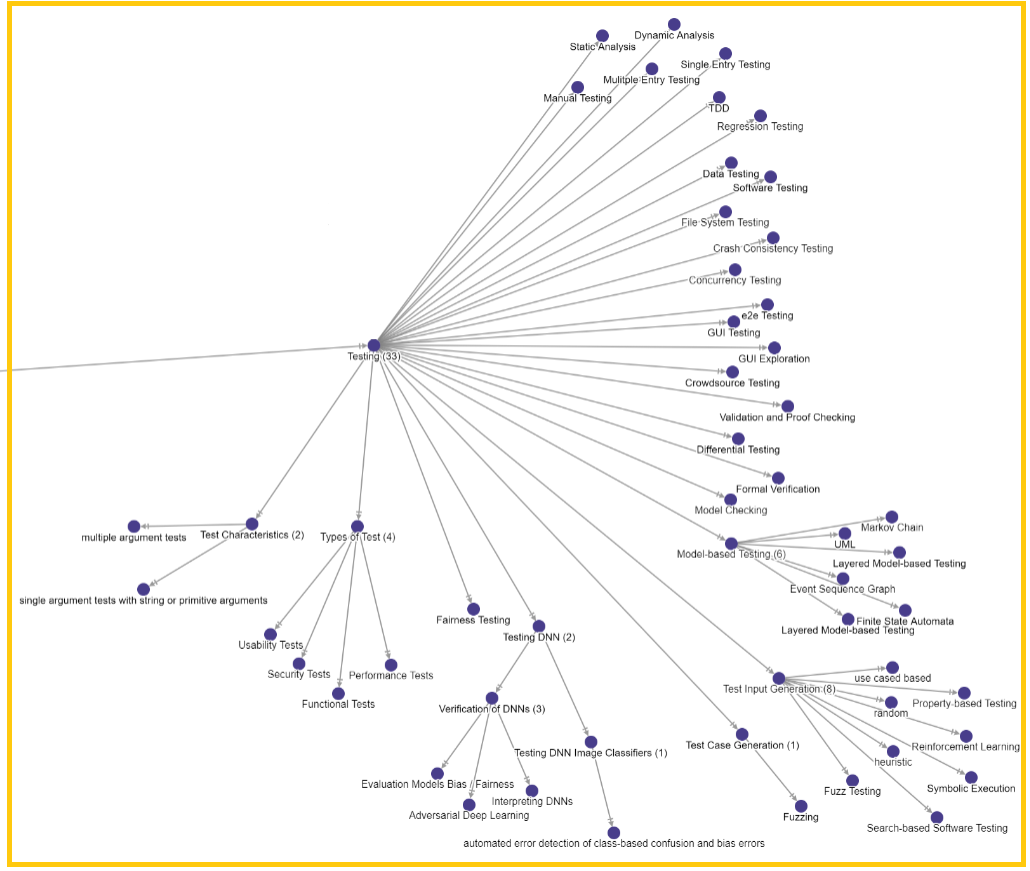 Dynamic Analysis
Static Analysis
Single Entry Testing
Mulitple Entry Testing
Manual Testing
TDD
Regression Testing
Data Testing
Software Testing
File System Testing
Crash Consistency Testing
Concurrency Testing
e2e Testing
GUI Testing
Testing (33)
GUI Exploration
Crowdsource Testing
Validation and Proof Checking
Differential Testing
Formal Verification
Model Checking
Markov Chain
multiple argument tests
Test Characteristics (2)
Types of Test (4)
UML
Model-based Testing (6)
Layered Model-based Testing
Event Sequence Graph
single argument tests with string or primitive arguments
Fairness Testing
Finite State Automata
Layered Model-based Testing
Testing DNN (2)
Usability Tests
Security Tests
Performance Tests
use cased based
Test Input Generation (8)
Functional Tests
Property-based Testing
Verification of DNNs (3)
random
Test Case Generation (1)
Reinforcement Learning
Testing DNN Image Classifiers (1)
heuristic
Evaluation Models Bias / Fairness
Symbolic Execution
Fuzz Testing
Interpreting DNNs
Adversarial Deep Learning
Fuzzing
Search-based Software Testing
automated error detection of class-based confusion and bias errors